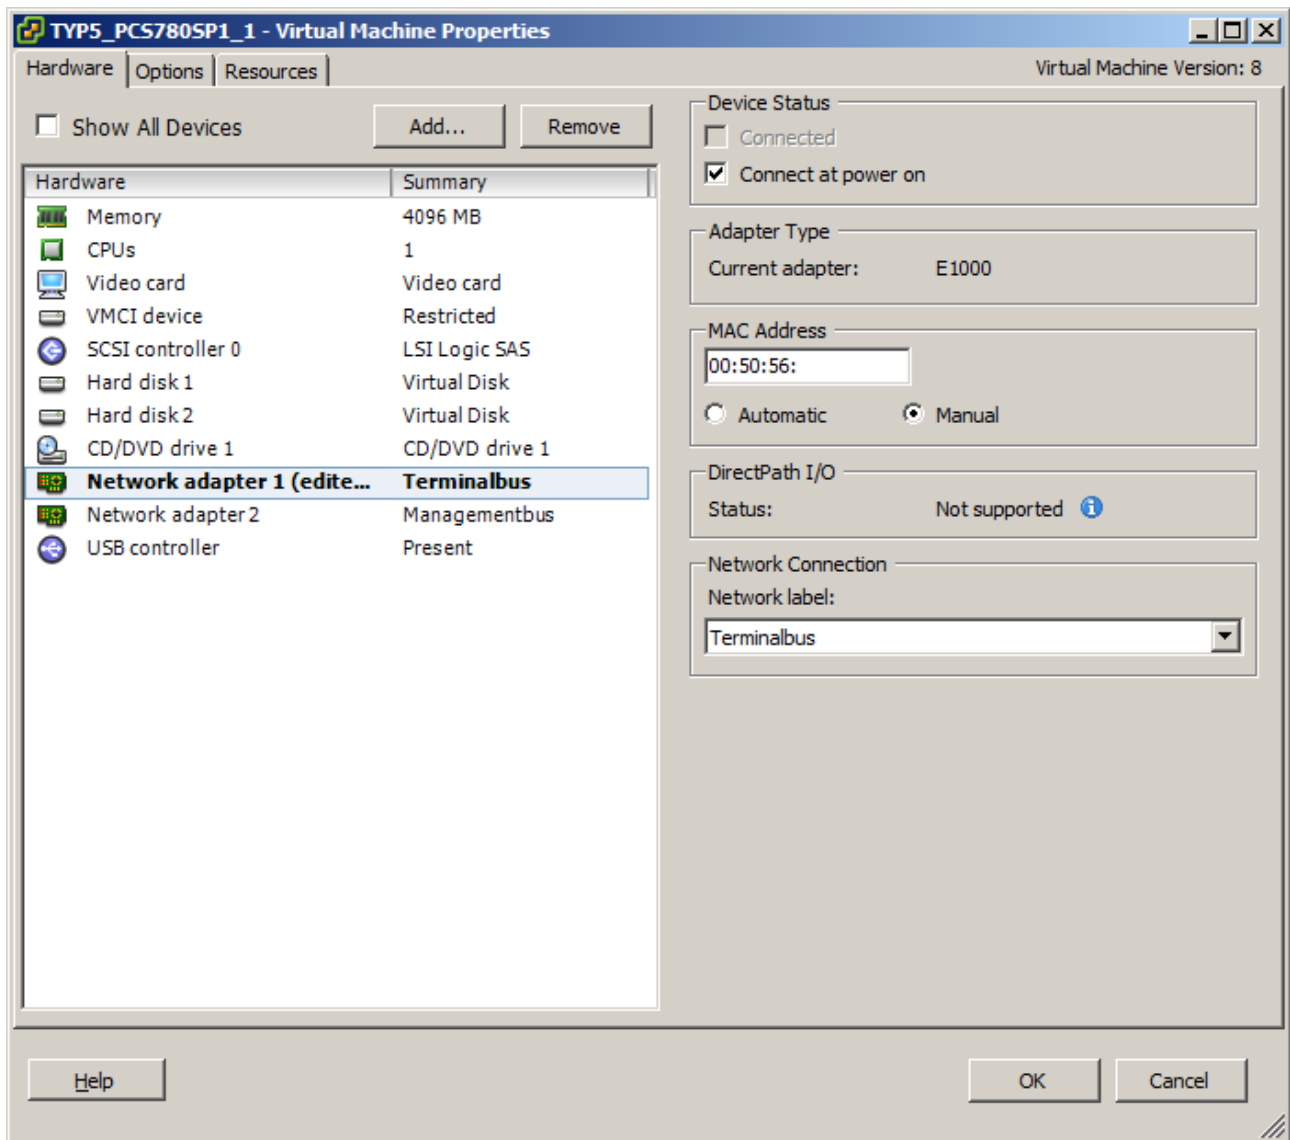 TYP5_PCS780SP1_1 - Virtual Machine Properties
Hardware Options Resources Virtual Machine Version: 8
Show All Devices Add... Remove
Hardware Summary
Memory 4096 MB
CPUs 1
Video card Video card
VMCI device Restricted
SCSI controller 0 LSI Logic SAS
Hard disk 1 Virtual Disk
Hard disk 2 Virtual Disk
CD/DVD drive 1 CD/DVD drive 1
Network adapter 1 (edite... Terminalbus
Network adapter 2 Managementbus
USB controller Present
Device Status
Connected
Connect at power on
Adapter Type
Current adapter: E1000
MAC Address
00:50:56:
Automatic Manual
DirectPath I/O
Status: Not supported
Network Connection
Network label:
Terminalbus
Help OK Cancel